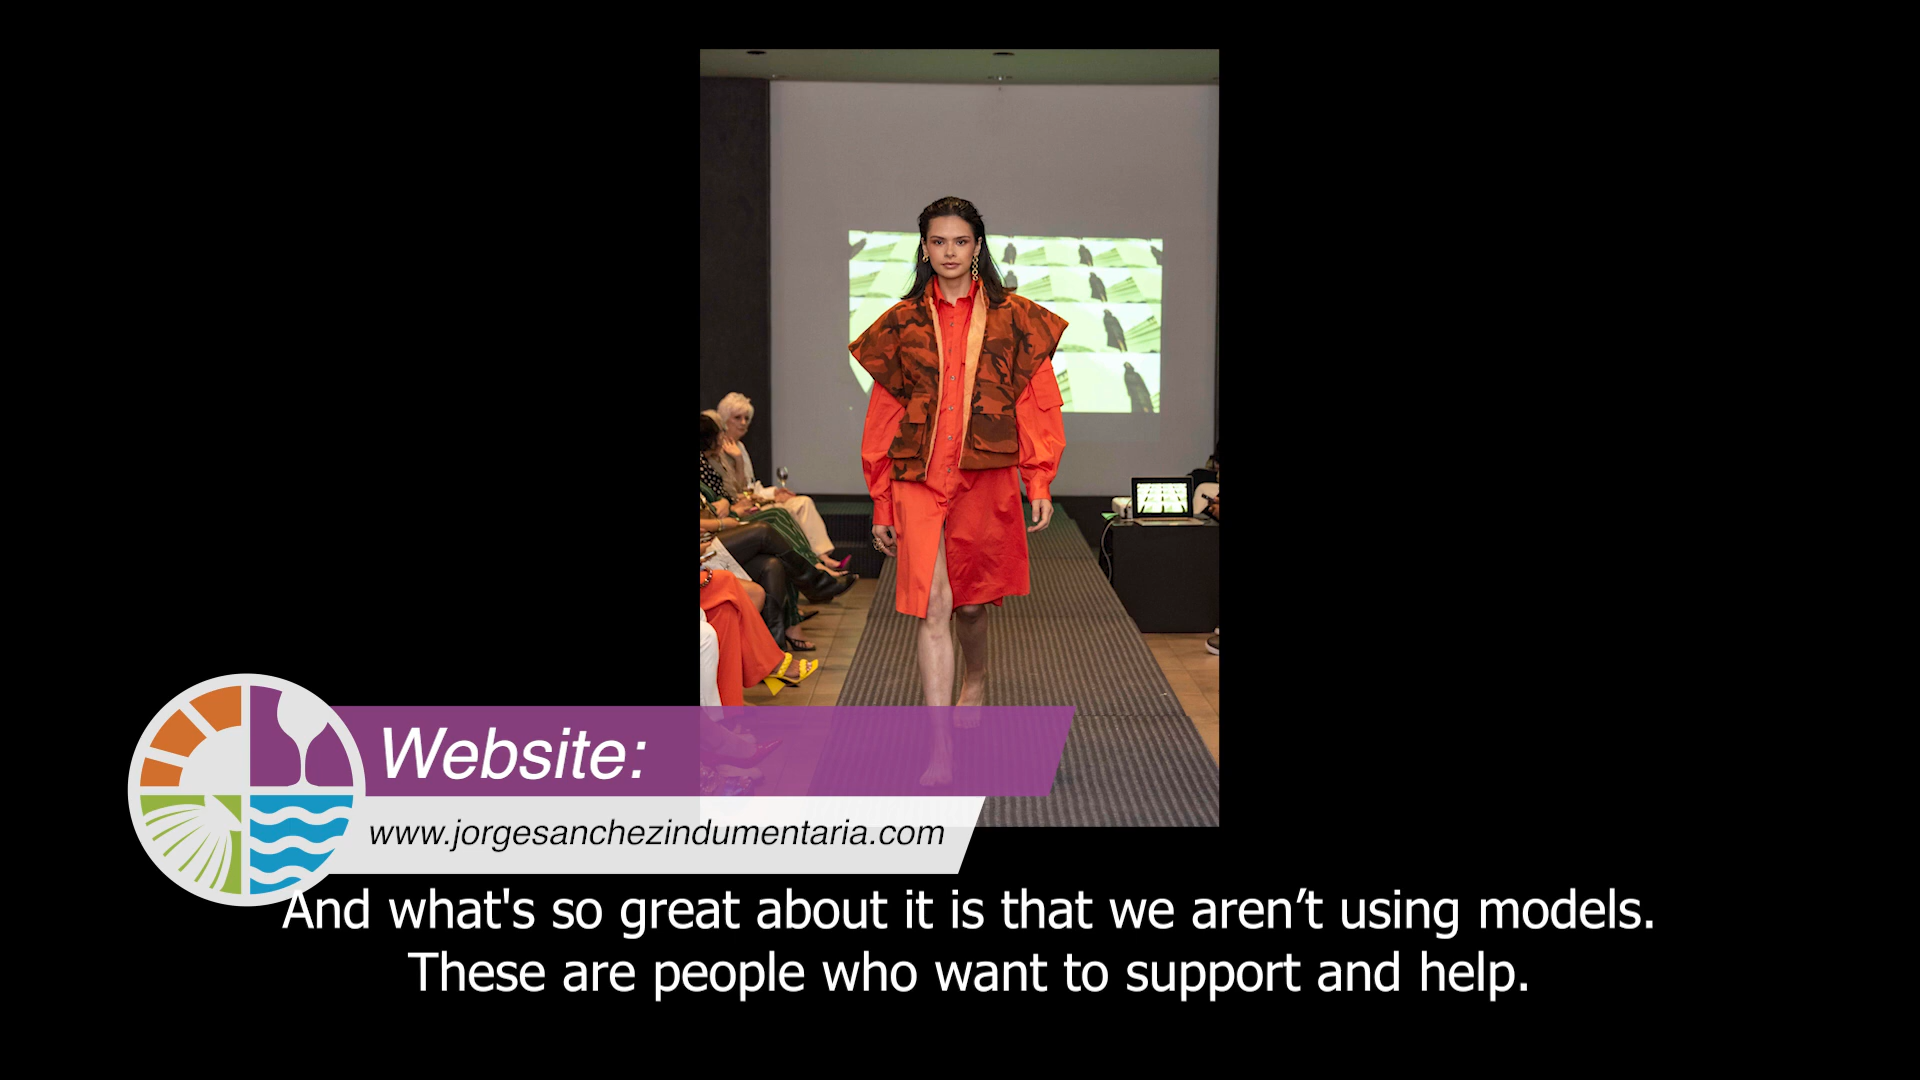 Website:
www.jorgesanchezindumentaria.com
And what's so great about it is that we aren’t using models.
These are people who want to support and help.